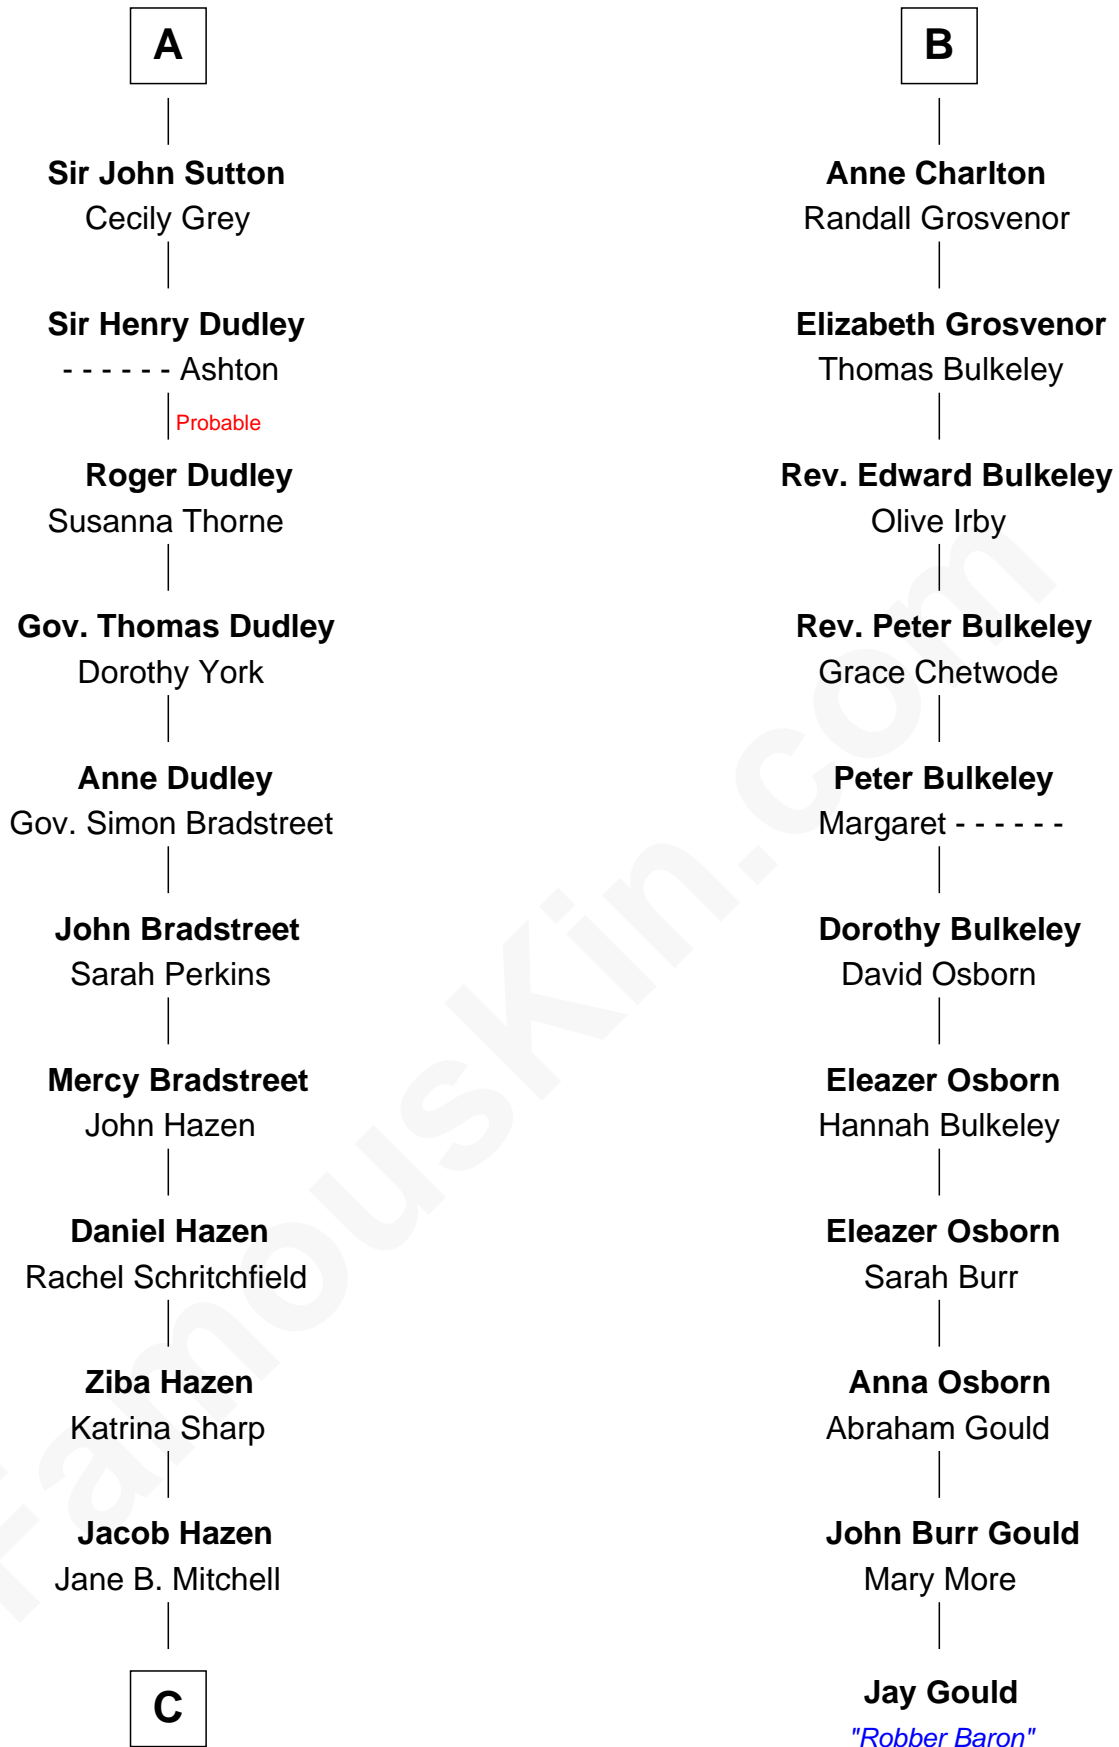 A
Sir John Sutton
Cecily Grey
Sir Henry Dudley
- - - - - - Ashton
Probable
Roger Dudley
Susanna Thorne
Gov. Thomas Dudley
Dorothy York
Anne Dudley
Gov. Simon Bradstreet
John Bradstreet
Sarah Perkins
Mercy Bradstreet
John Hazen
Daniel Hazen
Rachel Schritchfield
Ziba Hazen
Katrina Sharp
Jacob Hazen
Jane B. Mitchell
C
B
Anne Charlton
Randall Grosvenor
Elizabeth Grosvenor
Thomas Bulkeley
Rev. Edward Bulkeley
Olive Irby
Rev. Peter Bulkeley
Grace Chetwode
Peter Bulkeley
Margaret - - - - - -
Dorothy Bulkeley
David Osborn
Eleazer Osborn
Hannah Bulkeley
Eleazer Osborn
Sarah Burr
Anna Osborn
Abraham Gould
John Burr Gould
Mary More
Jay Gould
"Robber Baron"
FamousKin.com